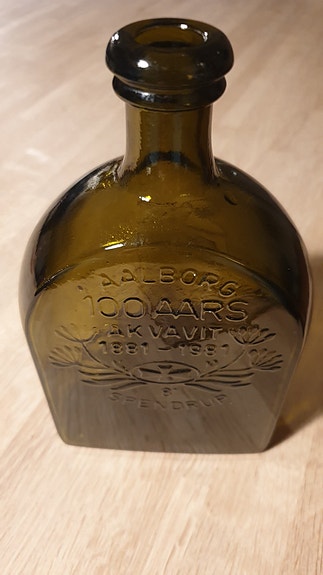 AALBORG
100 AARS
AKVAVIT
1881-1981
SPENDRUP